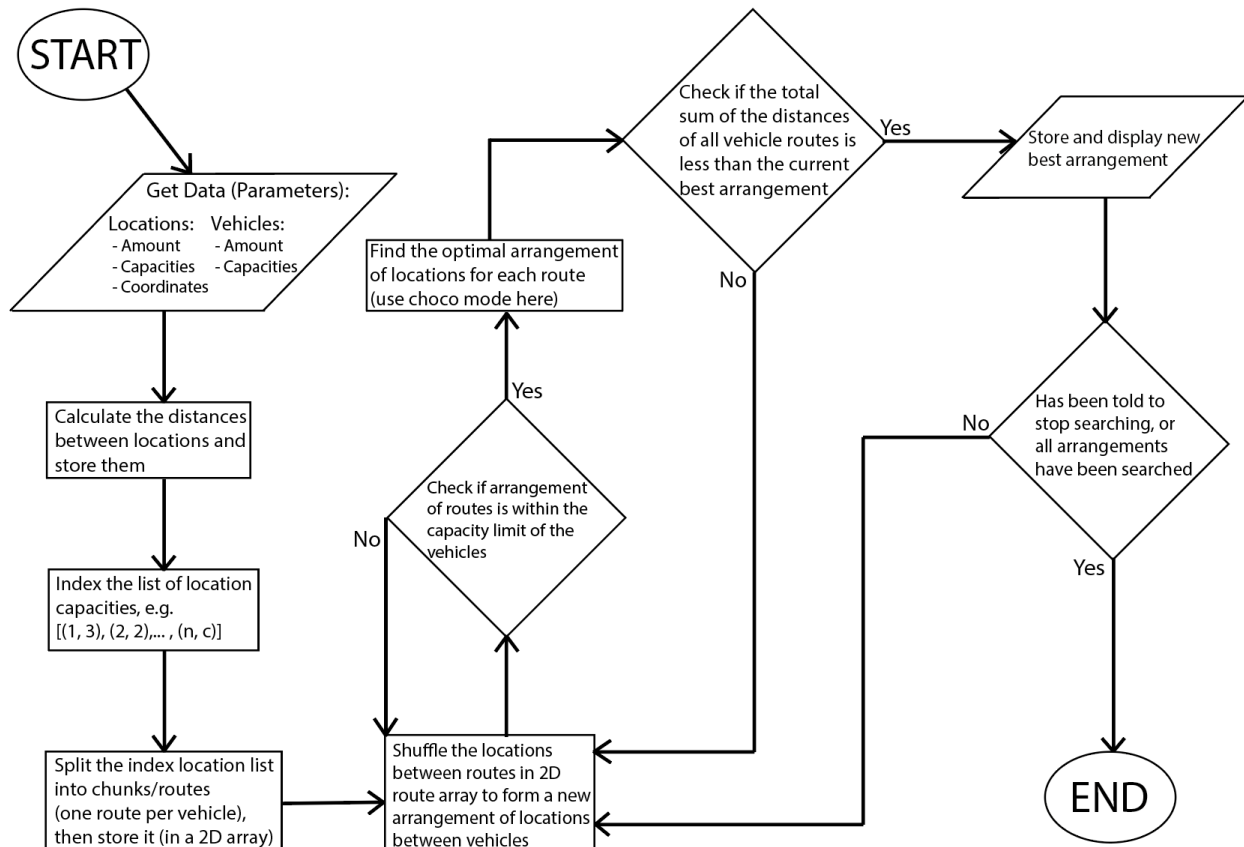 START
Get Data (Parameters):
Locations:
- Amount
- Capacities
- Coordinates
Vehicles:
- Amount
- Capacities
Calculate the distances
between locations and
store them
Index the list of location
capacities, e.g.
[(1, 3), (2, 2),... , (n, c)]
Split the index location list
into chunks/routes
(one route per vehicle),
then store it (in a 2D array)
Shuffle the locations
between routes in 2D
route array to form a new
arrangement of locations
between vehicles
Check if arrangement
of routes is within the
capacity limit of the
vehicles
No
Yes
Find the optimal arrangement
of locations for each route
(use choco mode here)
Check if the total
sum of the distances
of all vehicle routes is
less than the current
best arrangement
No
Yes
Store and display new
best arrangement
Has been told to
stop searching, or
all arrangements
have been searched
No
Yes
END